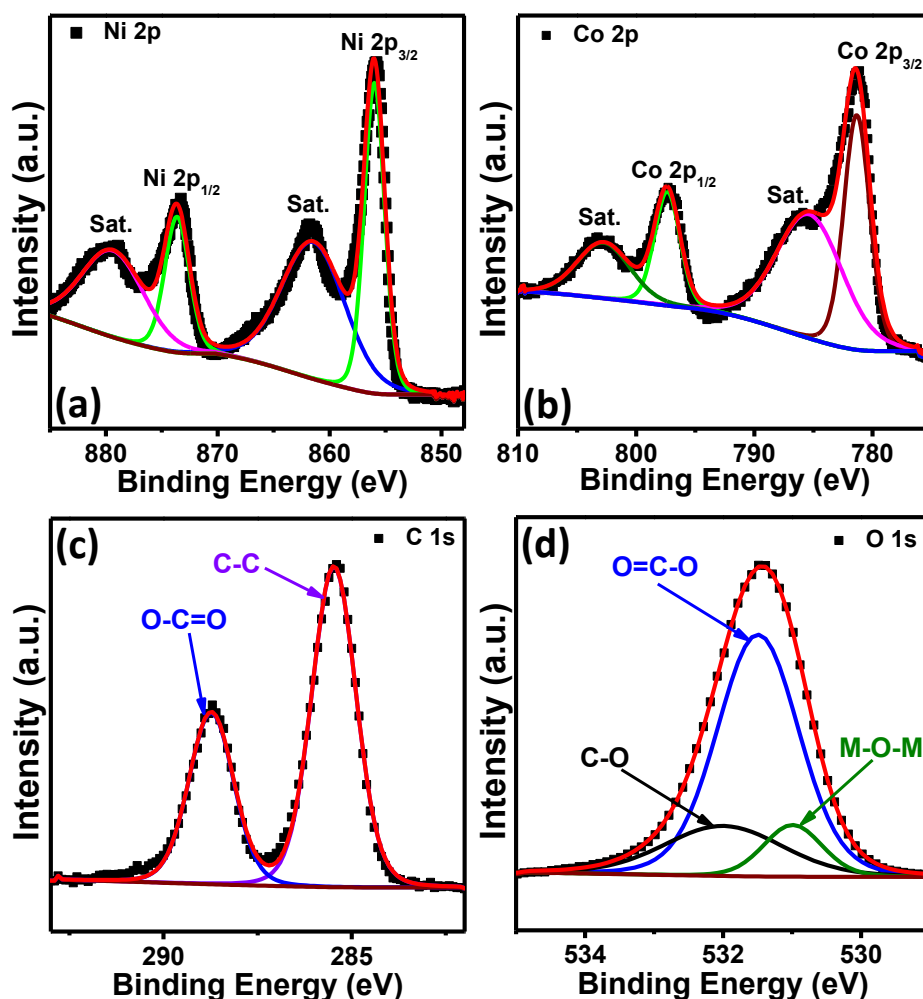 ■ Ni 2p
Ni 2p3/2
Ni 2p1/2
Sat.
Sat.
Intensity (a.u.)
(a)
880 870 860 850
Binding Energy (eV)
■ Co 2p
Co 2p3/2
Co 2p1/2
Sat.
Sat.
Intensity (a.u.)
(b)
810 800 790 780
Binding Energy (eV)
(c)
■ C 1s
C-C
O-C=O
Intensity (a.u.)
290 285
Binding Energy (eV)
(d)
■ O 1s
O=C-O
C-O
M-O-M
Intensity (a.u.)
534 532 530
Binding Energy (eV)